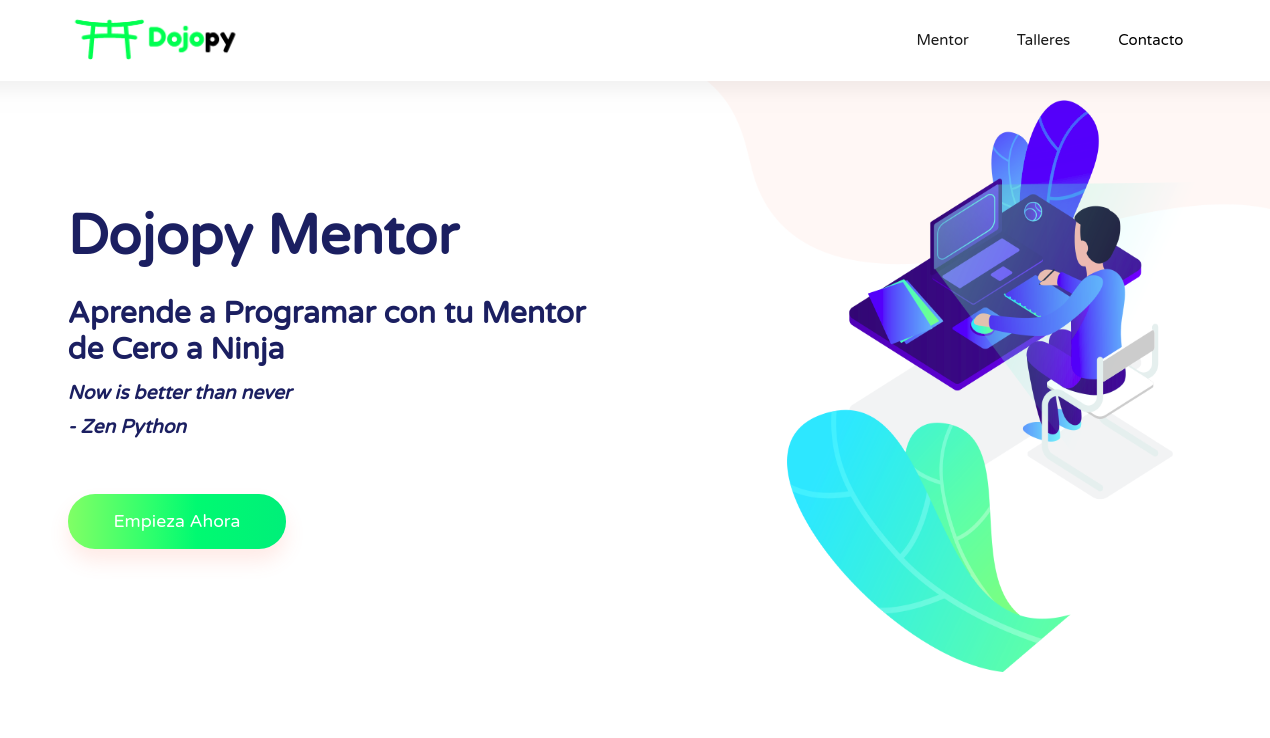 Dojopy
Mentor
Talleres
Contacto
Dojopy Mentor
Aprende a Programar con tu Mentor
de Cero a Ninja
Now is better than never
- Zen Python
Empieza Ahora